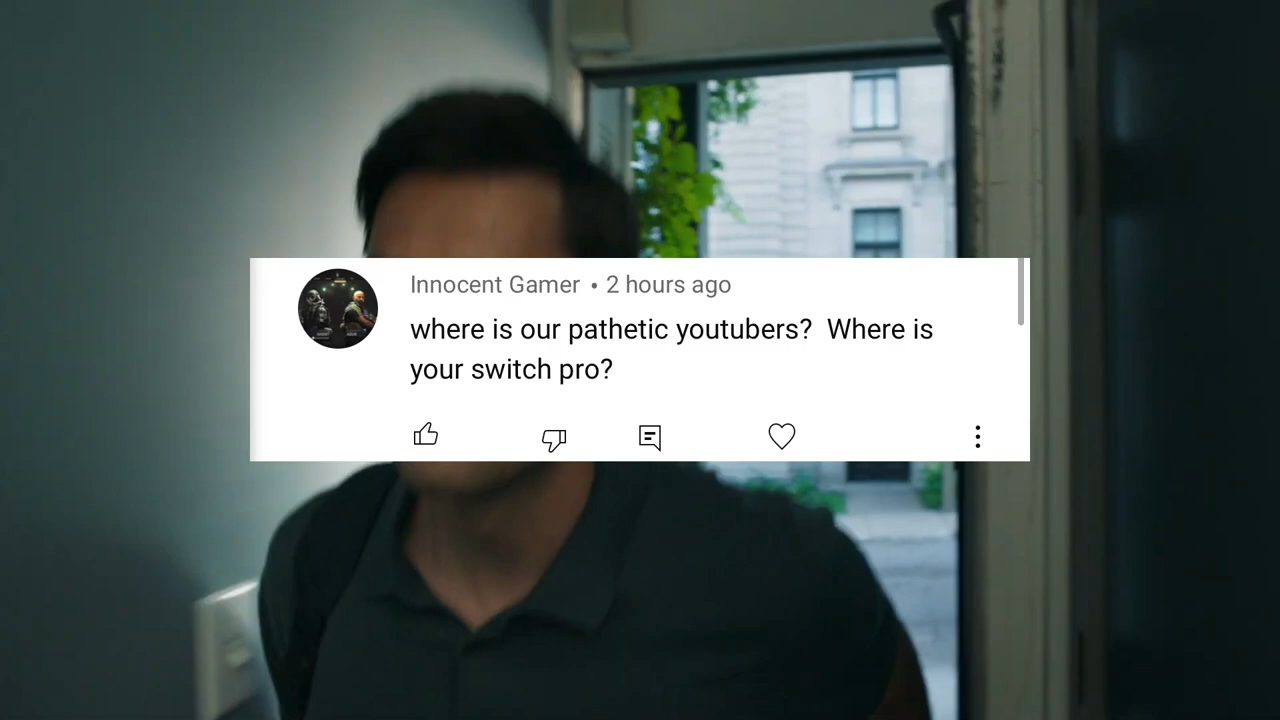 Innocent Gamer • 2 hours ago
where is our pathetic youtubers?  Where is
your switch pro?